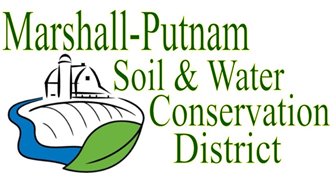 Marshall-Putnam
Soil & Water
Conservation
District